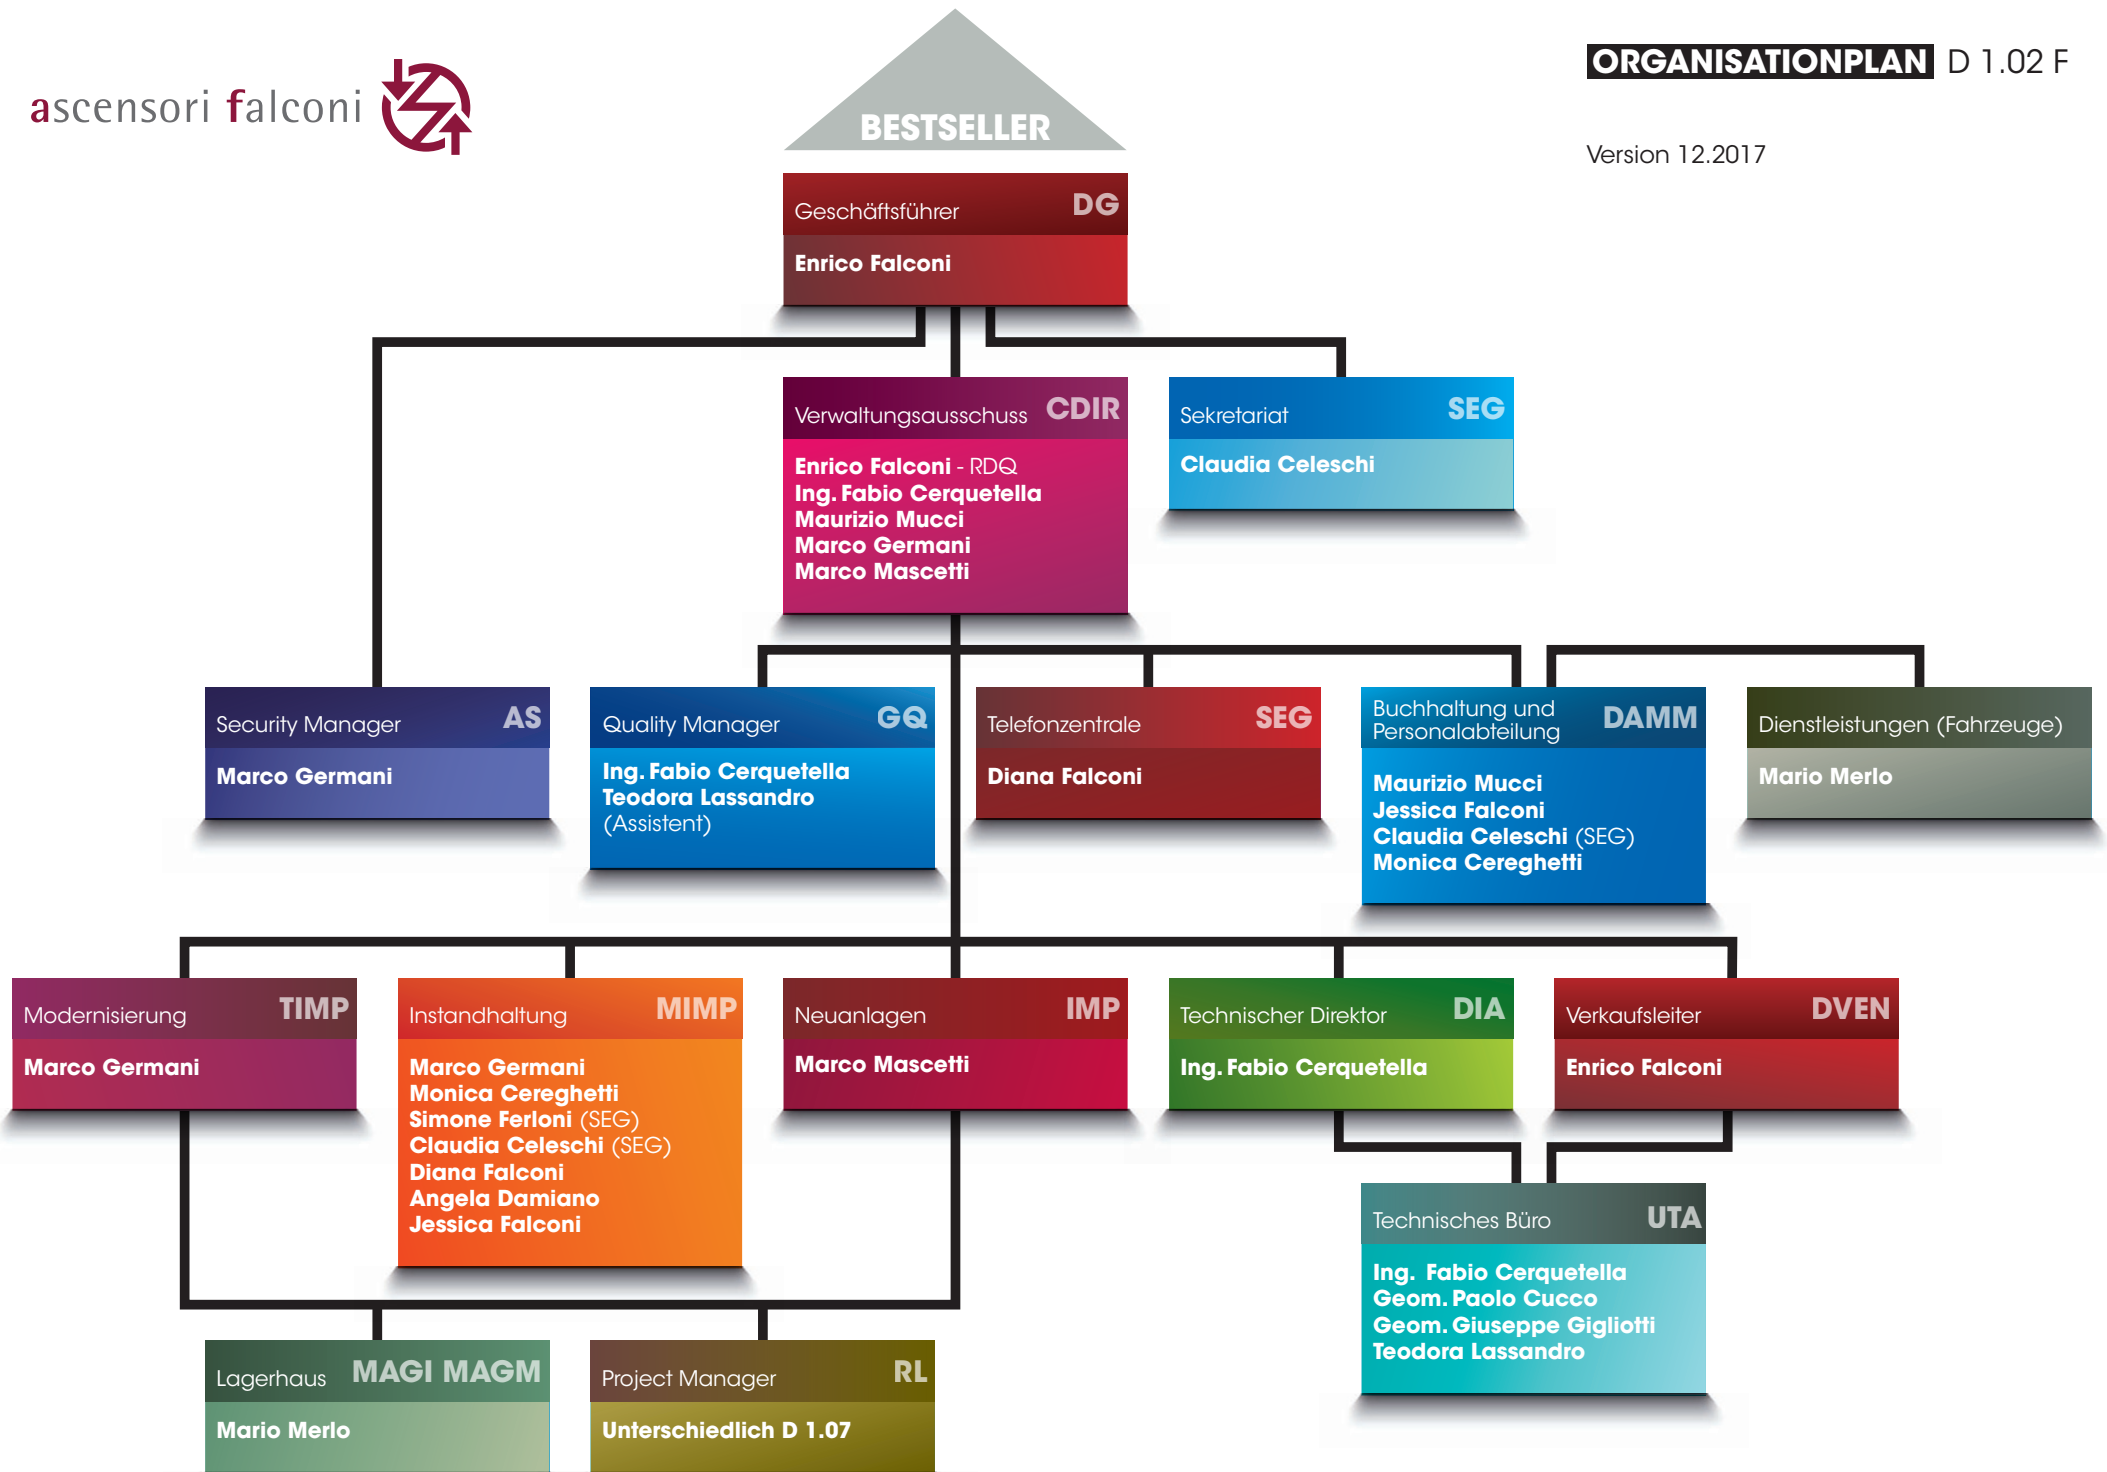 ascensori falconi
BESTSELLER
ORGANISATIONPLAN D 1.02 F
Version 12.2017
Geschäftsführer DG
Enrico Falconi
Verwaltungsausschuss CDIR
Enrico Falconi - RDQ
Ing. Fabio Cerquetella
Maurizio Mucci
Marco Germani
Marco Mascetti
Sekretariat SEG
Claudia Celeschi
Security Manager AS
Marco Germani
Quality Manager GQ
Ing. Fabio Cerquetella
Teodora Lassandro
(Assistent)
Telefonzentrale SEG
Diana Falconi
Buchhaltung und
Personalabteilung DAMM
Maurizio Mucci
Jessica Falconi
Claudia Celeschi (SEG)
Monica Cereghetti
Dienstleistungen (Fahrzeuge)
Mario Merlo
Modernisierung TIMP
Marco Germani
Instandhaltung MIMP
Marco Germani
Monica Cereghetti
Simone Ferloni (SEG)
Claudia Celeschi (SEG)
Diana Falconi
Angela Damiano
Jessica Falconi
Neuanlagen IMP
Marco Mascetti
Technischer Direktor DIA
Ing. Fabio Cerquetella
Verkaufsleiter DVEN
Enrico Falconi
Technisches Büro UTA
Ing. Fabio Cerquetella
Geom. Paolo Cucco
Geom. Giuseppe Gigliotti
Teodora Lassandro
Lagerhaus MAGI MAGM
Mario Merlo
Project Manager RL
Unterschiedlich D 1.07